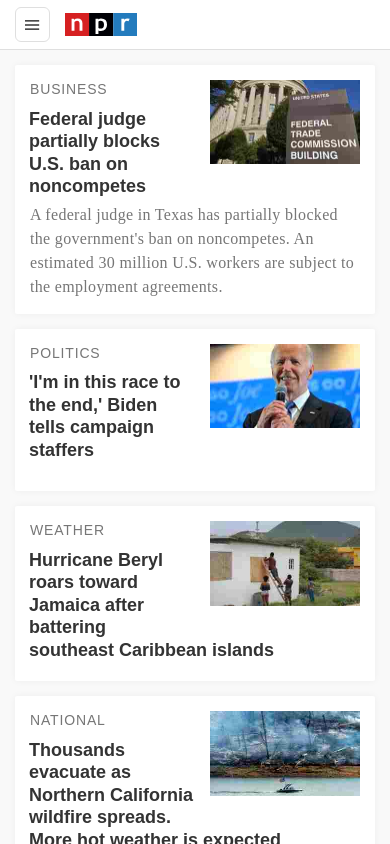 npr
BUSINESS
Federal judge
partially blocks
U.S. ban on
noncompetes
UNITED STATES
FEDERAL
TRADE
COMMISSION
BUILDING
A federal judge in Texas has partially blocked
the government's ban on noncompetes. An
estimated 30 million U.S. workers are subject to
the employment agreements.
POLITICS
'I'm in this race to
the end,' Biden
tells campaign
staffers
Joe
WEATHER
Hurricane Beryl
roars toward
Jamaica after
battering
southeast Caribbean islands
NATIONAL
Thousands
evacuate as
Northern California
wildfire spreads.
More hot weather is expected